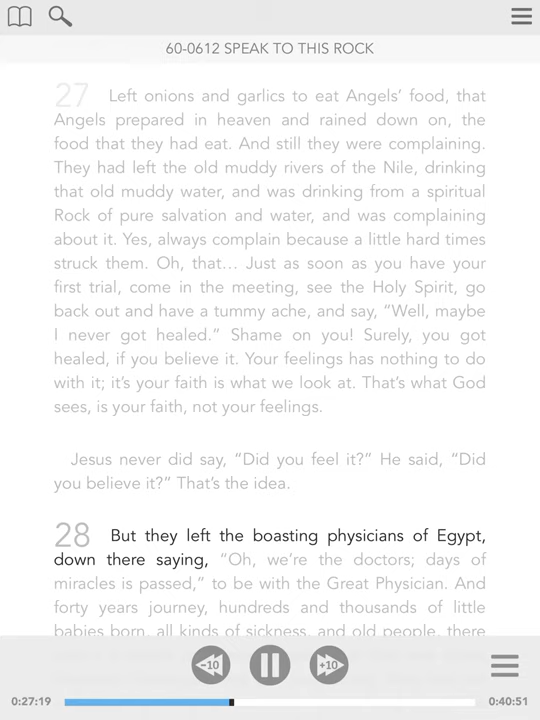 60-0612 SPEAK TO THIS ROCK
27 Left onions and garlics to eat Angels’ food, that
Angels prepared in heaven and rained down on, the
food that they had eat. And still they were complaining.
They had left the old muddy rivers of the Nile, drinking
that old muddy water, and was drinking from a spiritual
Rock of pure salvation and water, and was complaining
about it. Yes, always complain because a little hard times
struck them. Oh, that… Just as soon as you have your
first trial, come in the meeting, see the Holy Spirit, go
back out and have a tummy ache, and say, “Well, maybe
I never got healed.” Shame on you! Surely, you got
healed, if you believe it. Your feelings has nothing to do
with it; it’s your faith is what we look at. That’s what God
sees, is your faith, not your feelings.
Jesus never did say, “Did you feel it?” He said, “Did
you believe it?” That’s the idea.
28 But they left the boasting physicians of Egypt,
down there saying, “Oh, we’re the doctors; days of
miracles is passed,” to be with the Great Physician. And
forty years journey, hundreds and thousands of little
babies born, all kinds of sickness, and old people, there
-10 +10
0:27:19 0:40:51